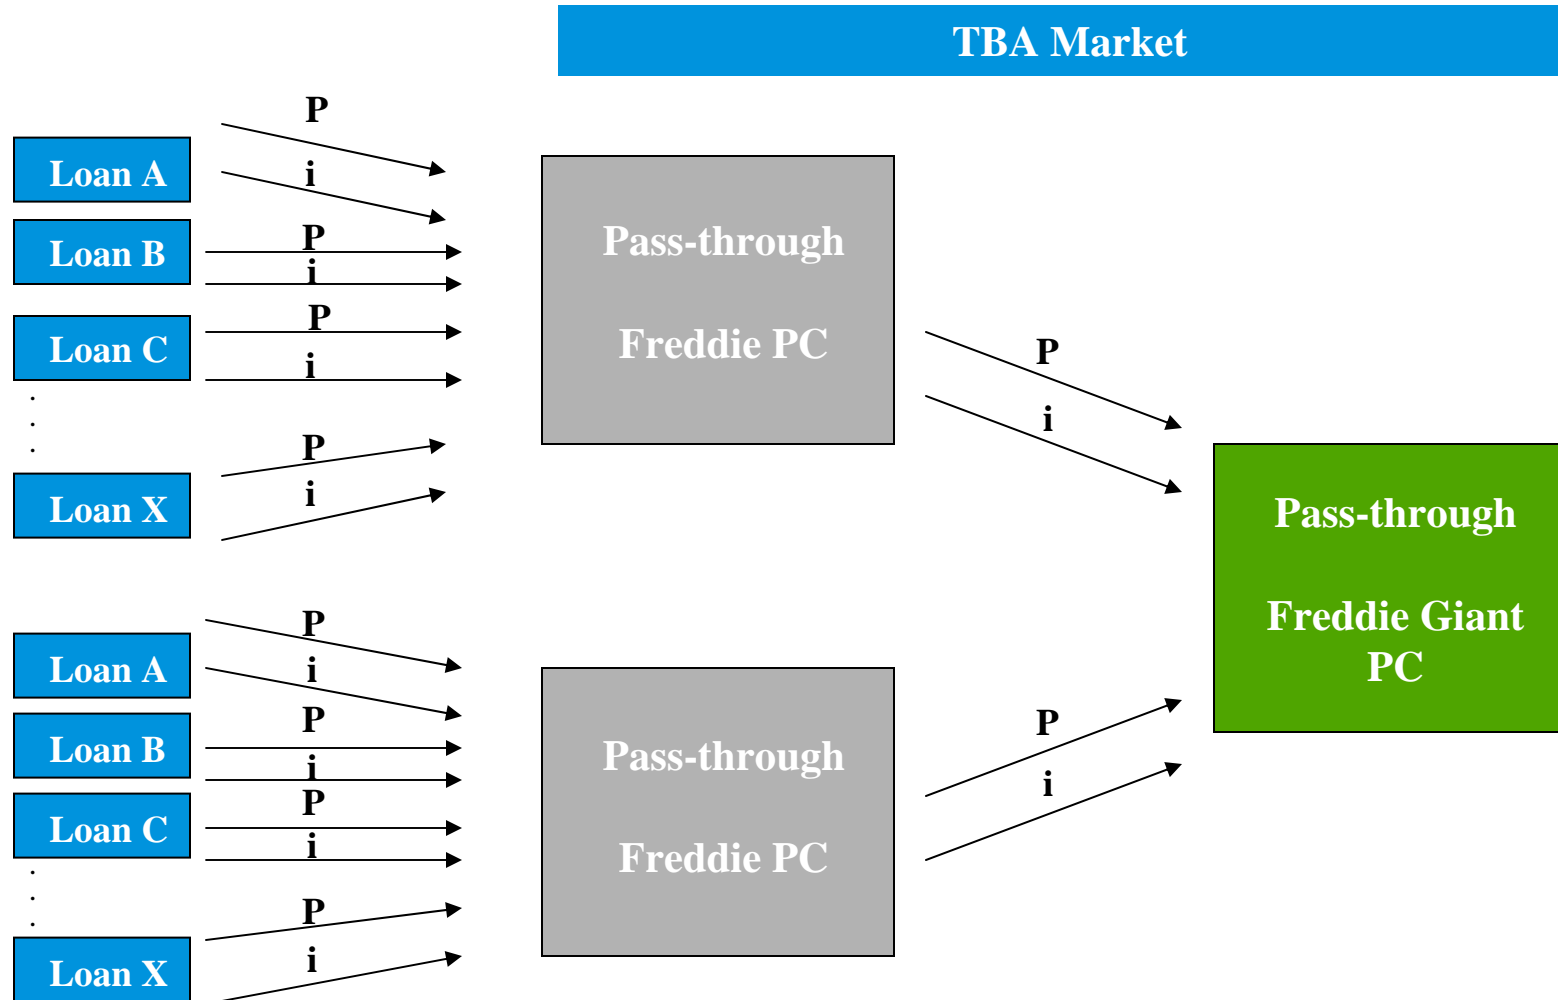 TBA Market
P
Loan A
i
P
Loan B
i
P
Loan C
i
.
.
.
P
Loan X
i
Pass-through
Freddie PC
P
i
P
Loan A
i
P
Loan B
i
P
Loan C
i
.
.
.
P
Loan X
i
Pass-through
Freddie PC
P
i
Pass-through
Freddie Giant
PC